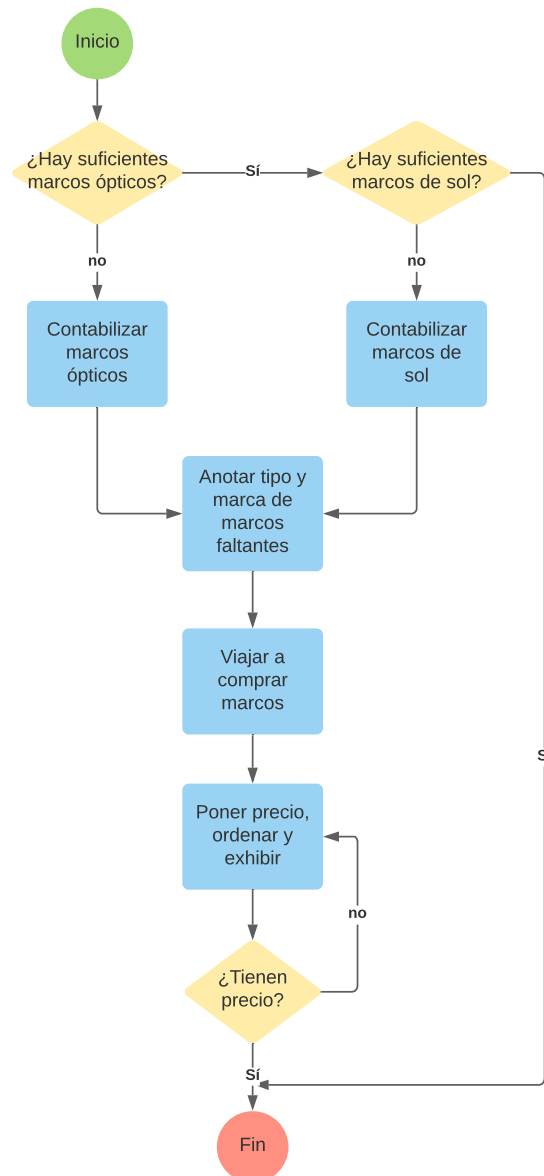 Inicio
¿Hay suficientes
marcos ópticos?
Sí
¿Hay suficientes
marcos de sol?
no
no
Contabilizar
marcos
ópticos
Contabilizar
marcos de
sol
Anotar tipo y
marca de
marcos
faltantes
Viajar a
comprar
marcos
S
Poner precio,
ordenar y
exhibir
no
¿Tienen
precio?
Sí
Fin